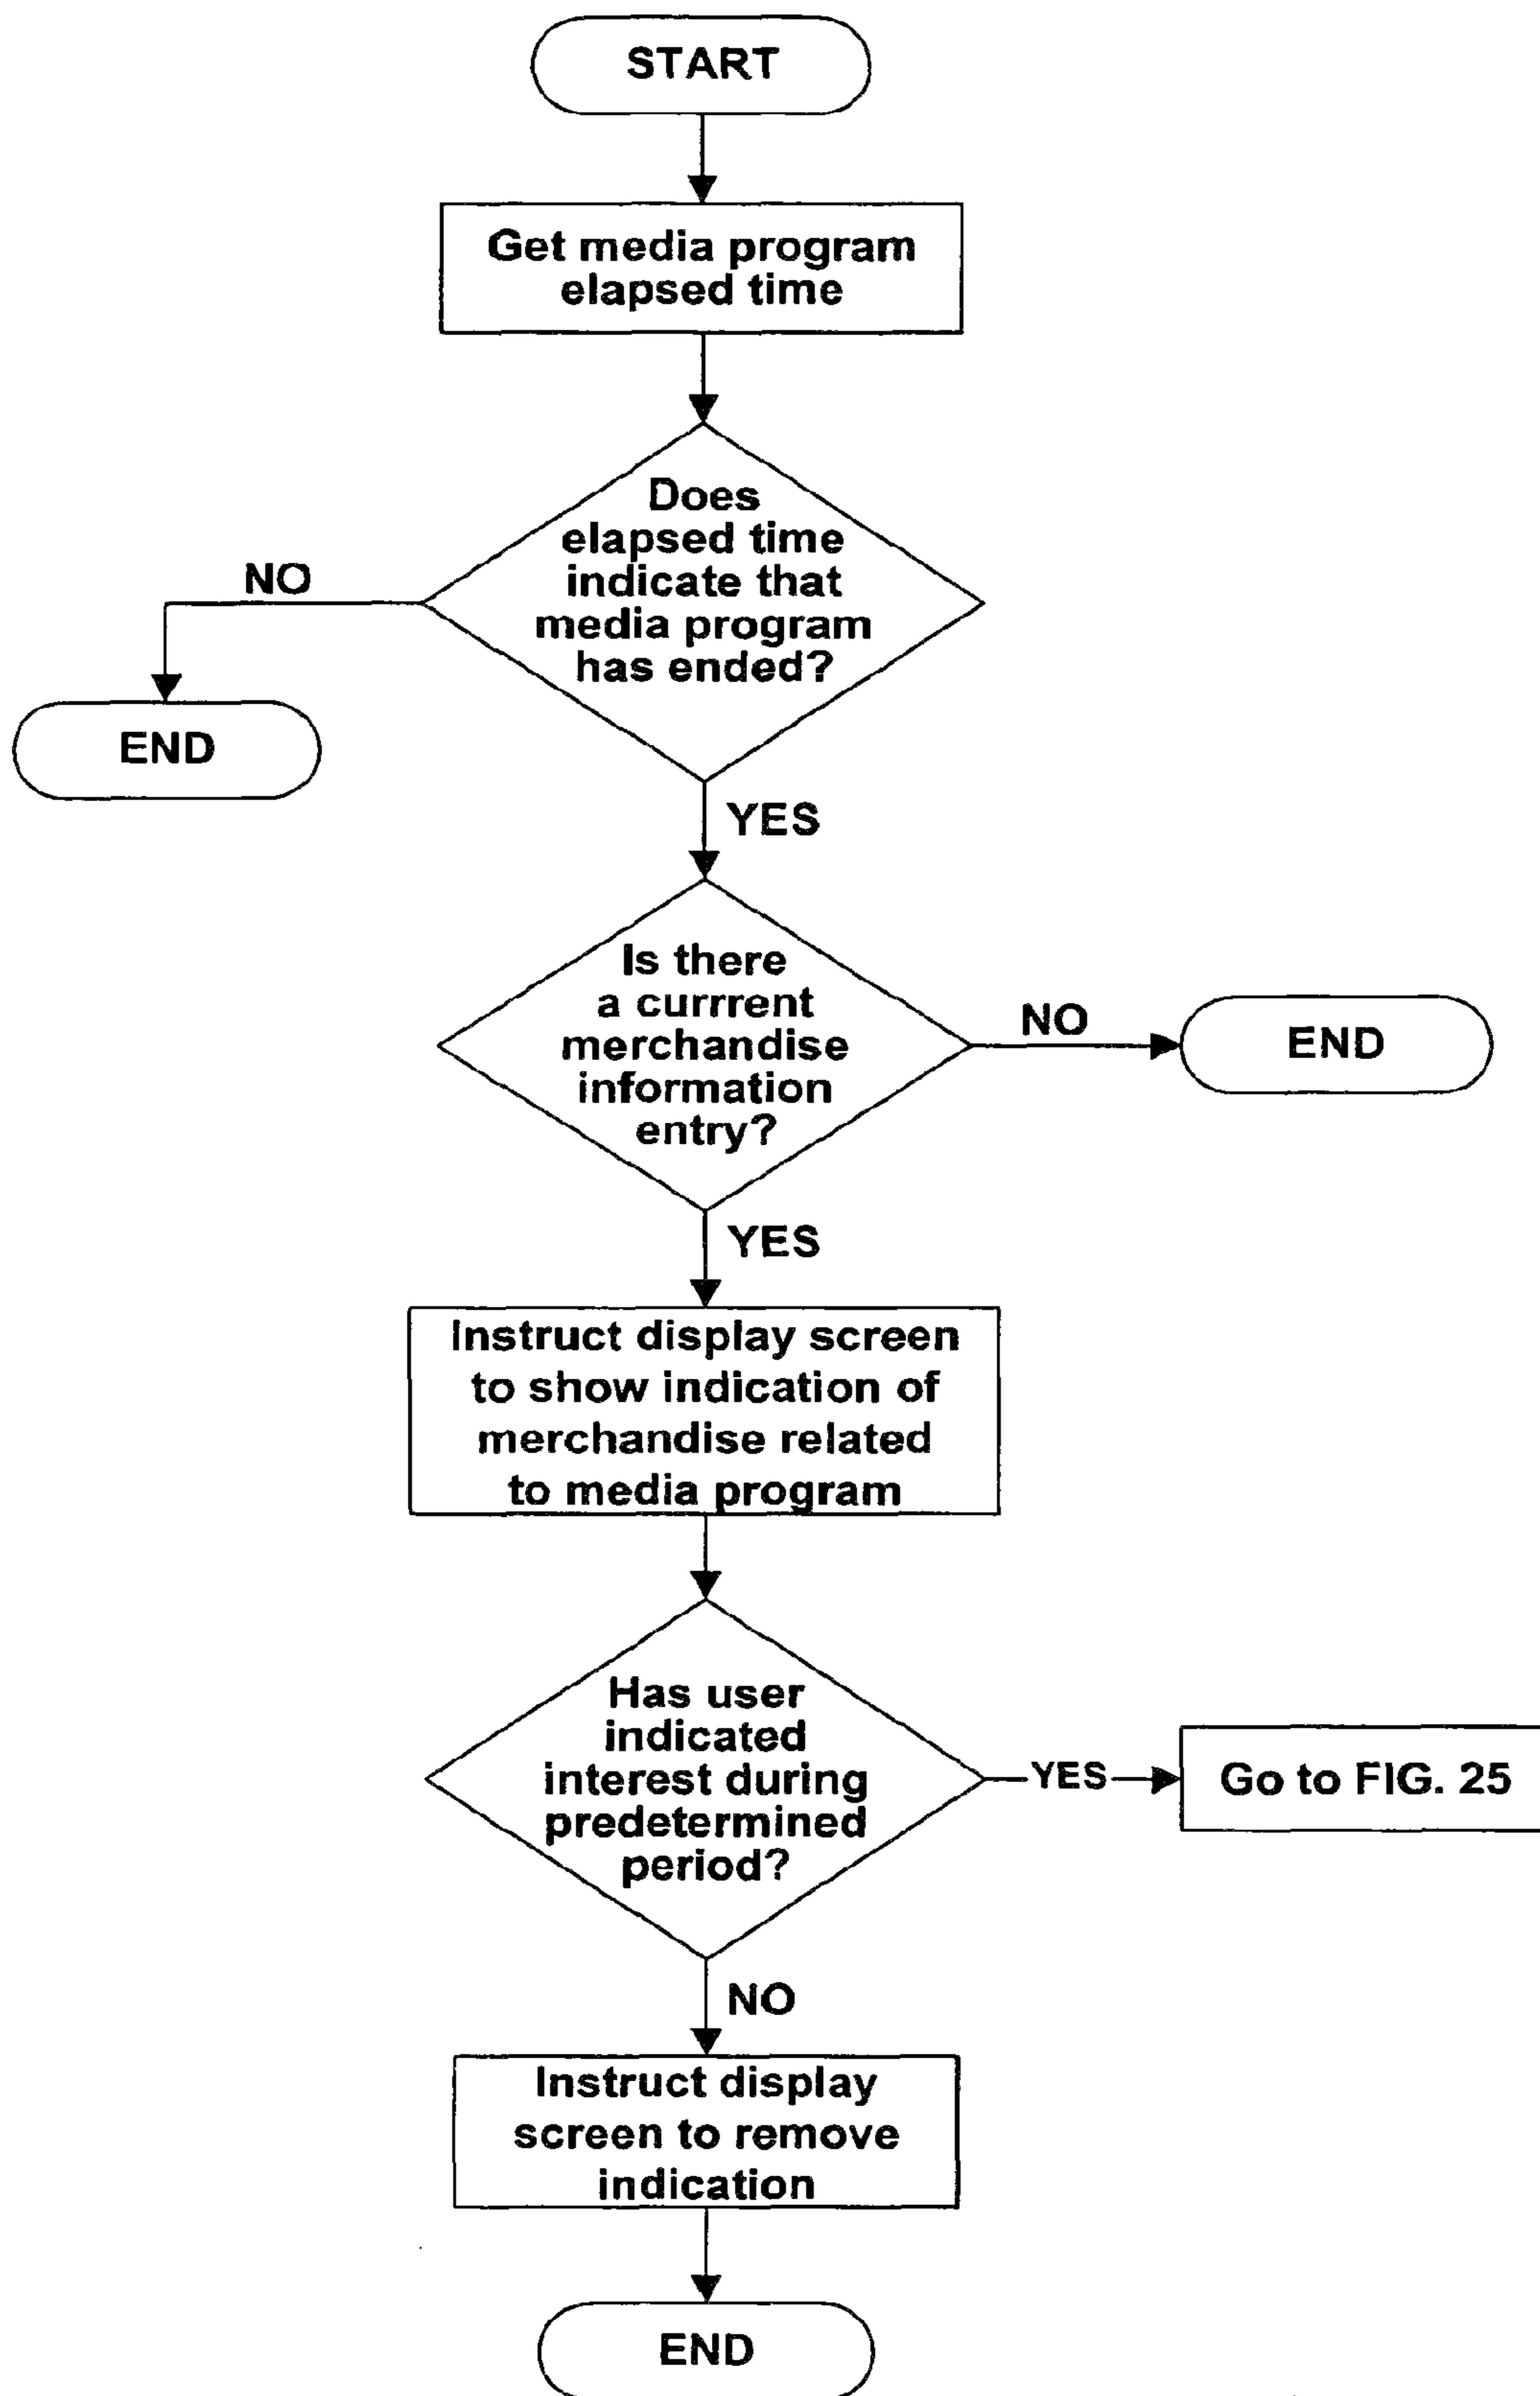 START
Get media program
elapsed time
Does
elapsed time
indicate that
media program
has ended?
NO
END
YES
Is there
a currrent
merchandise
information
entry?
NO
END
YES
Instruct display screen
to show indication of
merchandise related
to media program
Has user
indicated
interest during
predetermined
period?
YES
Go to FIG. 25
NO
Instruct display
screen to remove
indication
END